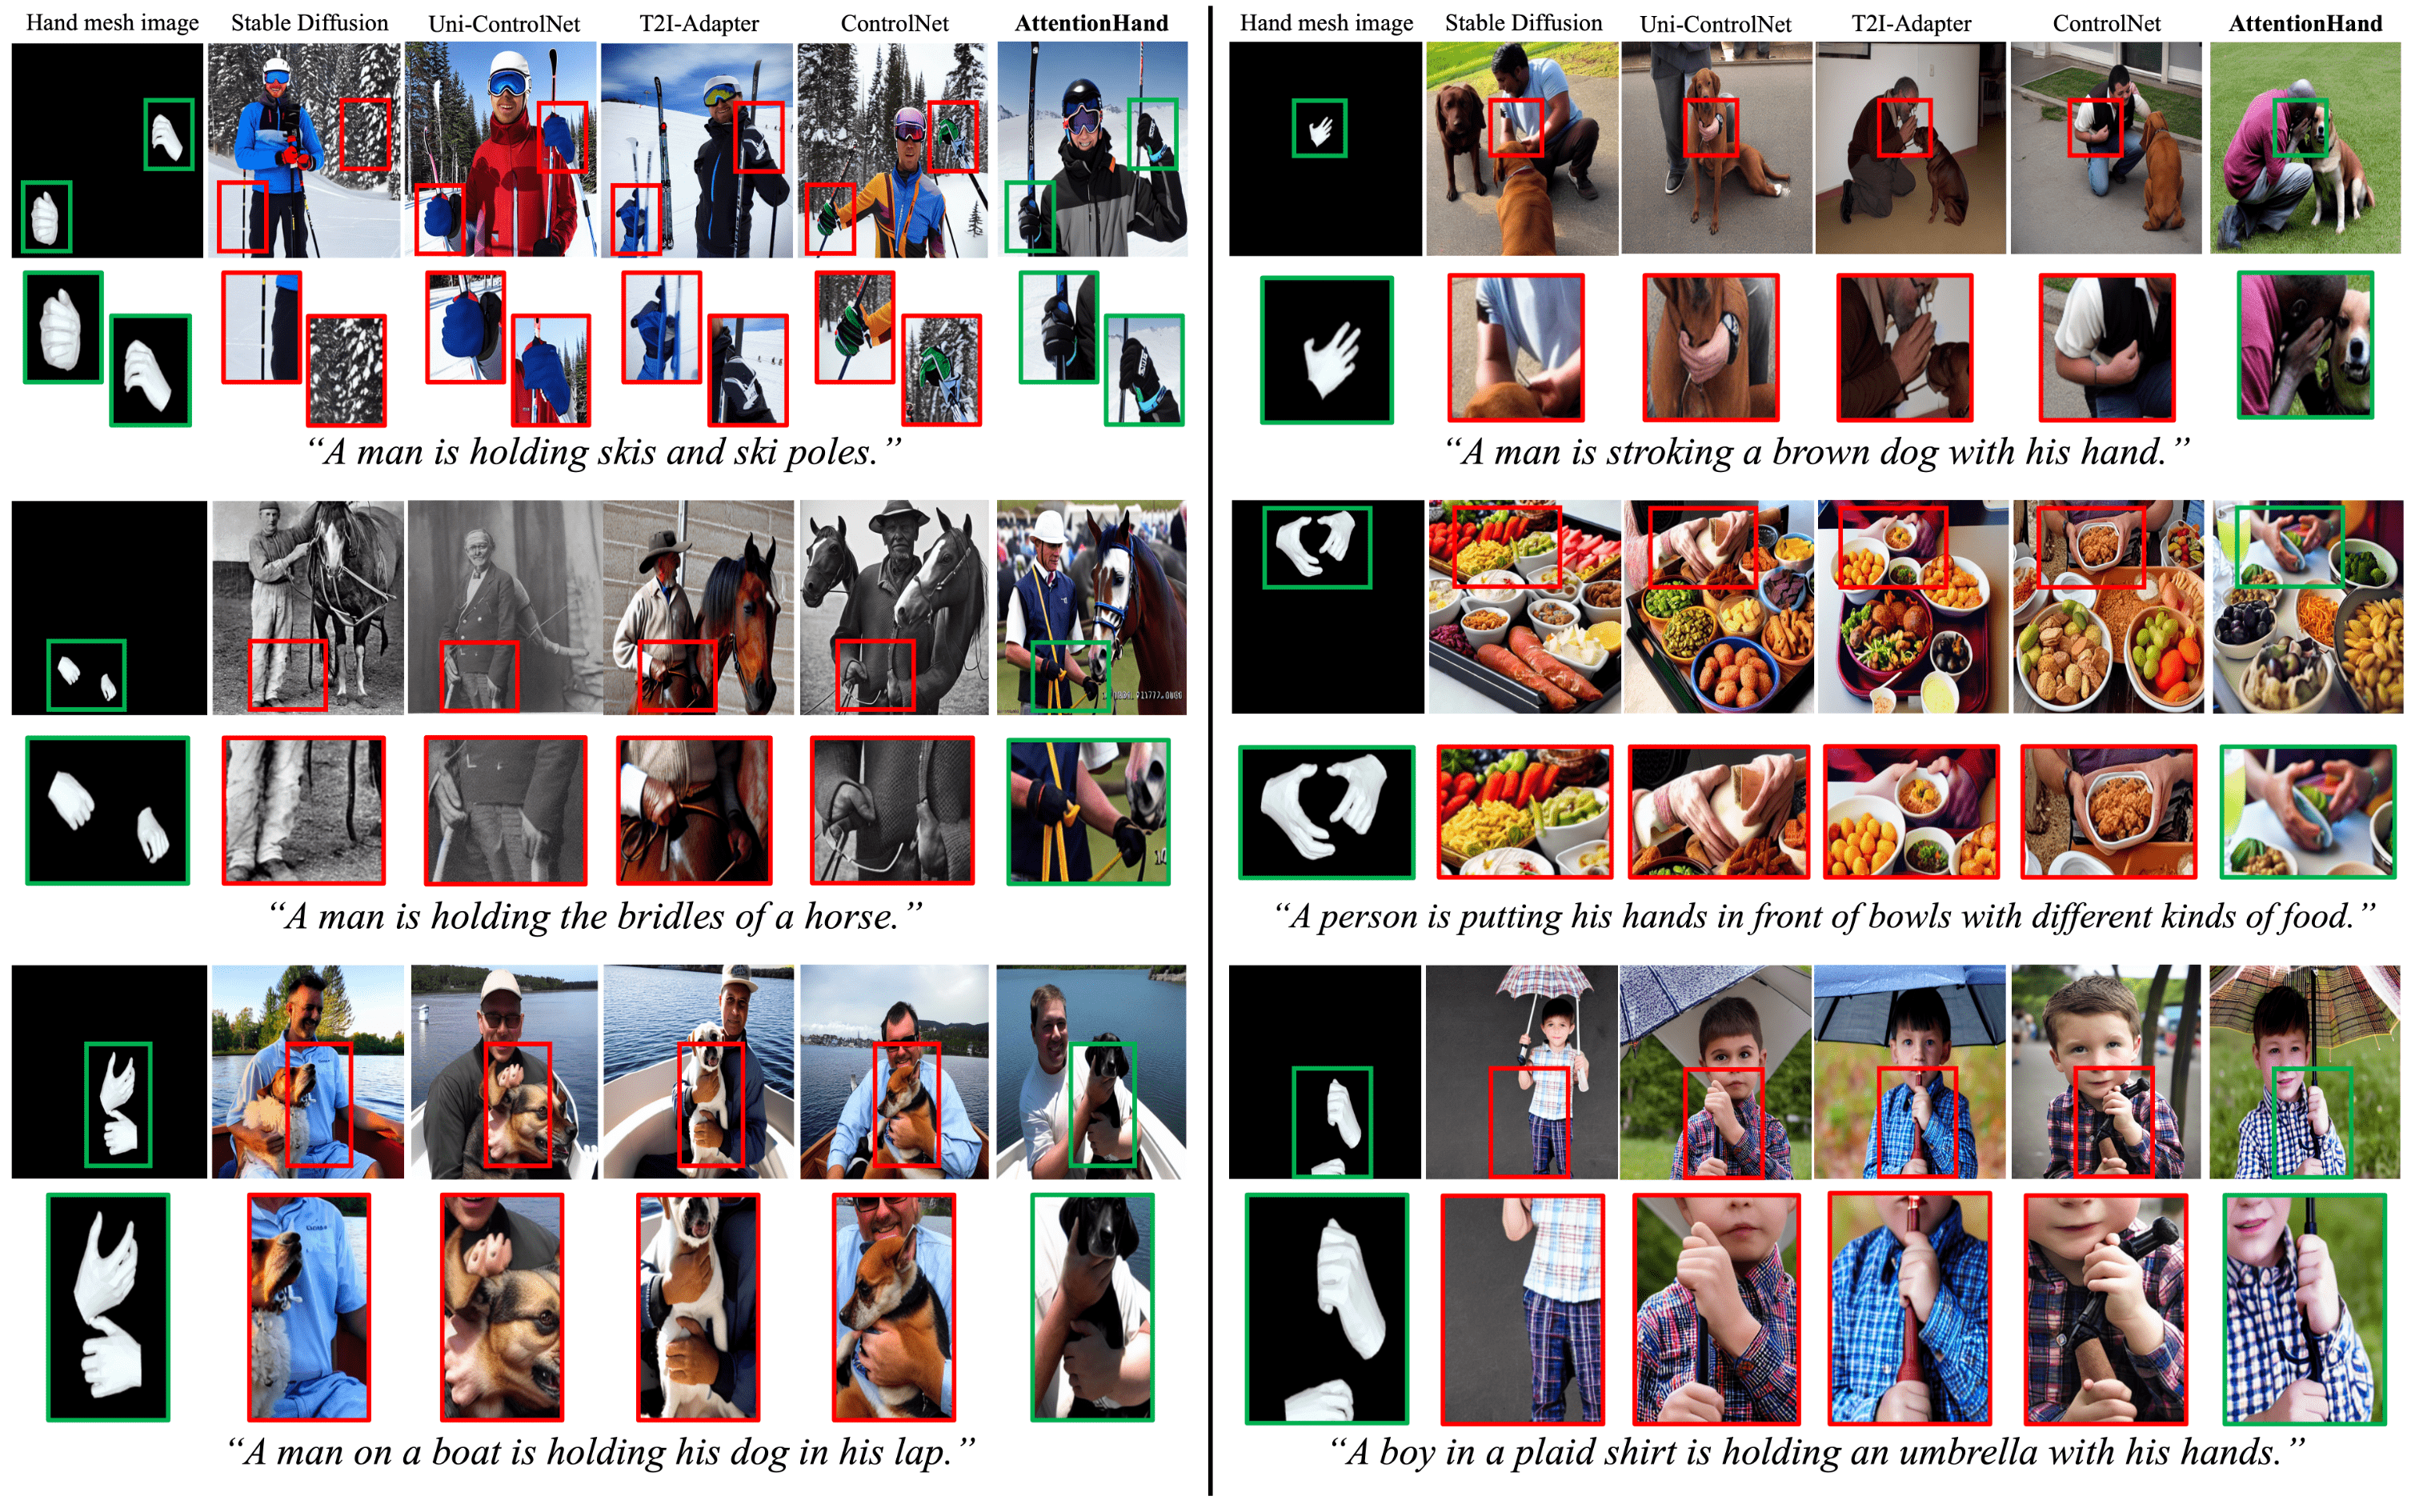 Hand mesh image Stable Diffusion Uni-ControlNet T2I-Adapter ControlNet AttentionHand
“A man is holding skis and ski poles.”
“A man is holding the bridles of a horse.”
“A man on a boat is holding his dog in his lap.”
Hand mesh image Stable Diffusion Uni-ControlNet T2I-Adapter ControlNet AttentionHand
“A man is stroking a brown dog with his hand.”
“A person is putting his hands in front of bowls with different kinds of food.”
“A boy in a plaid shirt is holding an umbrella with his hands.”